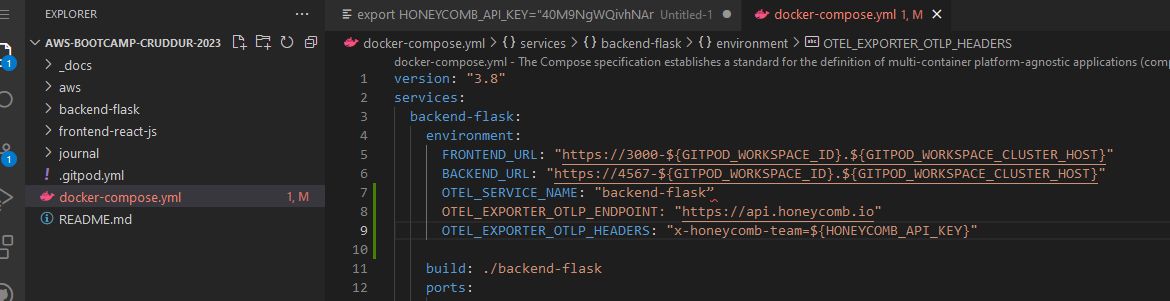 EXPLORER
export HONEYCOMB_API_KEY="40M9NgWQivhNAr Untitled-1
docker-compose.yml 1, M
AWS-BOOTCAMP-CRUDDUR-2023
_docs
aws
backend-flask
frontend-react-js
journal
.gitpod.yml
docker-compose.yml 1, M
README.md
1
1
docker-compose.yml > {} services > {} backend-flask > {} environment > abc OTEL_EXPORTER_OTLP_HEADERS
docker-compose.yml - The Compose specification establishes a standard for the definition of multi-container platform-agnostic applications (comp
1 version: "3.8"
2 services:
3 backend-flask:
4 environment:
5 FRONTEND_URL: "https://3000-${GITPOD_WORKSPACE_ID}.${GITPOD_WORKSPACE_CLUSTER_HOST}"
6 BACKEND_URL: "https://4567-${GITPOD_WORKSPACE_ID}.${GITPOD_WORKSPACE_CLUSTER_HOST}"
7 OTEL_SERVICE_NAME: "backend-flask”
8 OTEL_EXPORTER_OTLP_ENDPOINT: "https://api.honeycomb.io"
9 OTEL_EXPORTER_OTLP_HEADERS: "x-honeycomb-team=${HONEYCOMB_API_KEY}"
10
11 build: ./backend-flask
12 ports: